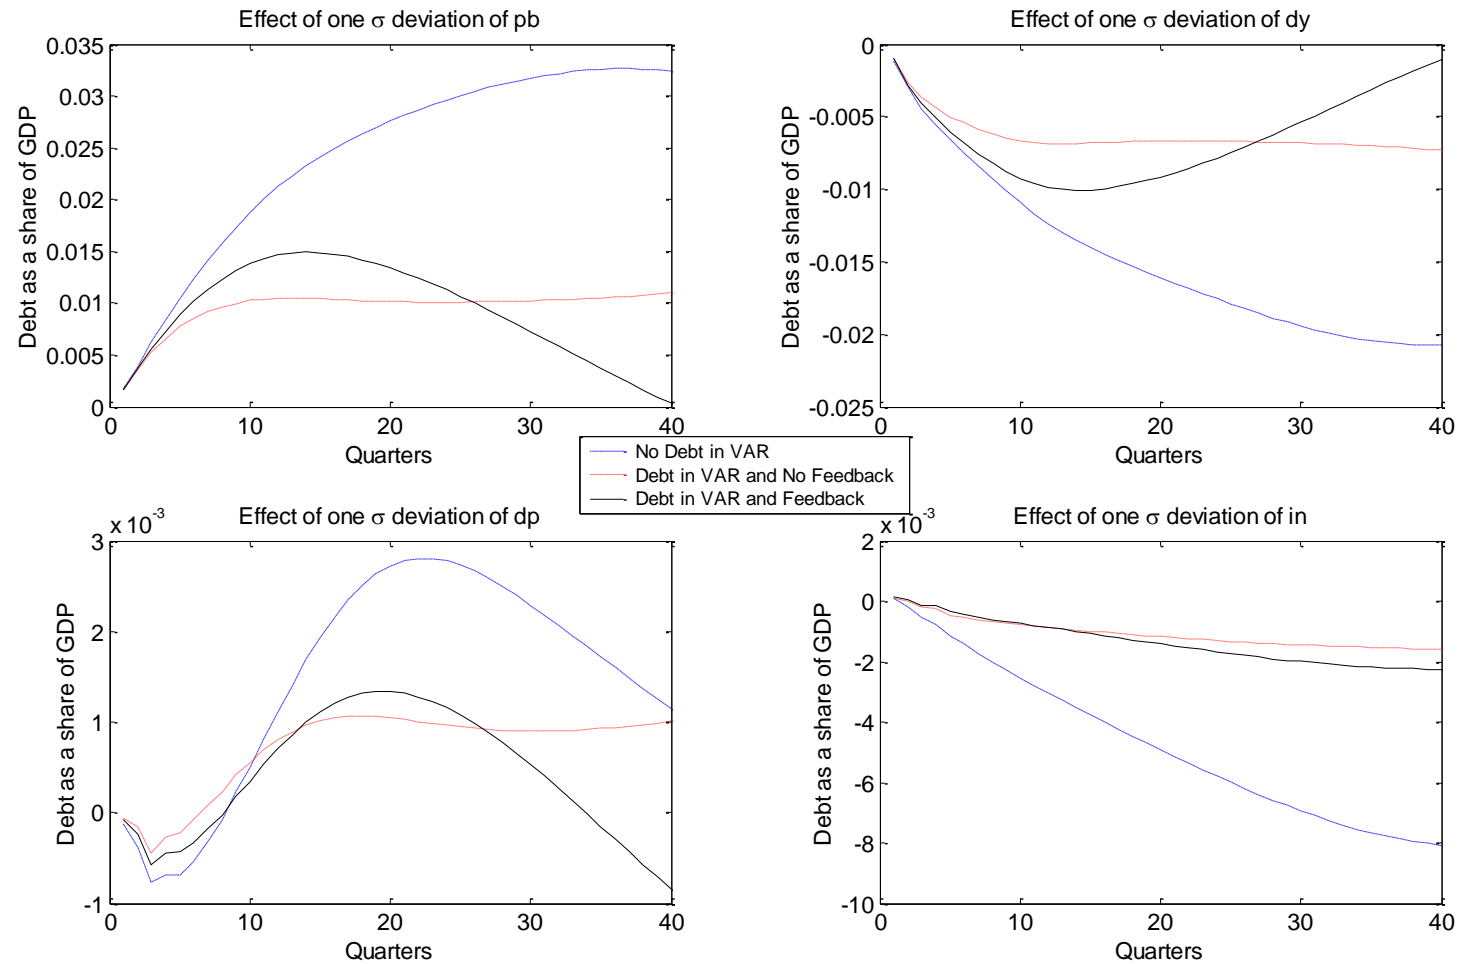 Effect of one σ deviation of pb
0.035
0.03
0.025
0.02
0.015
0.01
0.005
0
0
10
20
30
40
Debt as a share of GDP
Quarters
Effect of one σ deviation of dy
0
-0.005
-0.01
-0.015
-0.02
-0.025
0
10
20
30
40
Debt as a share of GDP
Quarters
No Debt in VAR
Debt in VAR and No Feedback
Debt in VAR and Feedback
Effect of one σ deviation of dp
x 10^-3
3
2
1
0
-1
0
10
20
30
40
Debt as a share of GDP
Quarters
Effect of one σ deviation of in
x 10^-3
2
0
-2
-4
-6
-8
-10
0
10
20
30
40
Debt as a share of GDP
Quarters